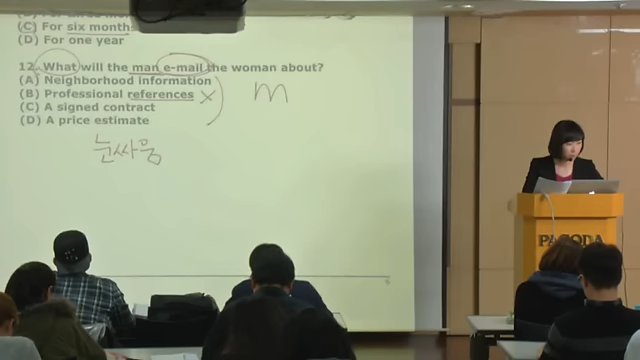 (C) For six months
(D) For one year
12. What will the man e-mail the woman about?
(A) Neighborhood information
(B) Professional references X
m
(C) A signed contract
(D) A price estimate
눈싸움
PAGODA